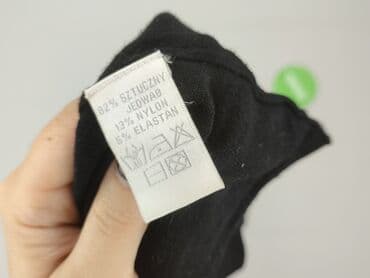 82% SZTUCZNY
JEDWAB
13% NYLON
5% ELASTAN